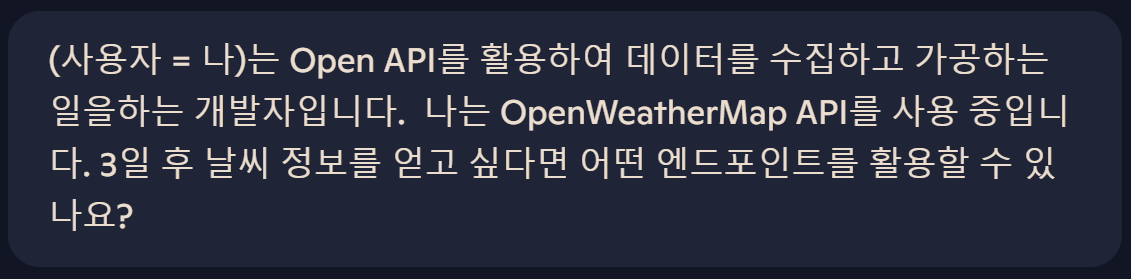 (사용자 = 나)는 Open API를 활용하여 데이터를 수집하고 가공하는
일을하는 개발자입니다.  나는 OpenWeatherMap API를 사용 중입니
다. 3일 후 날씨 정보를 얻고 싶다면 어떤 엔드포인트를 활용할 수 있
나요?